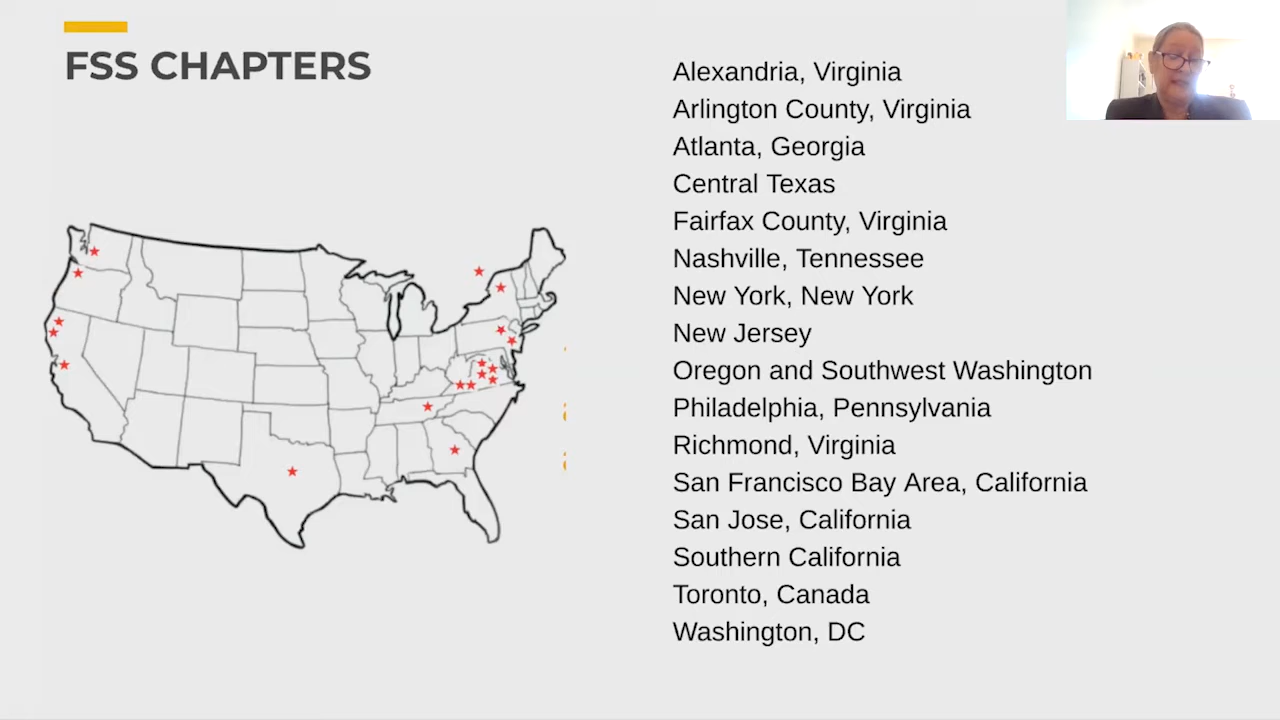 FSS CHAPTERS
Alexandria, Virginia
Arlington County, Virginia
Atlanta, Georgia
Central Texas
Fairfax County, Virginia
Nashville, Tennessee
New York, New York
New Jersey
Oregon and Southwest Washington
Philadelphia, Pennsylvania
Richmond, Virginia
San Francisco Bay Area, California
San Jose, California
Southern California
Toronto, Canada
Washington, DC